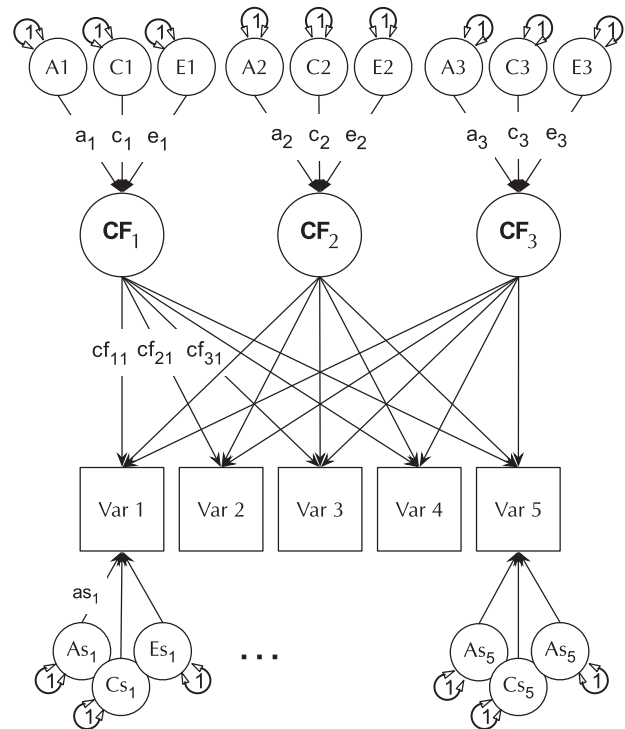 1 1 1 1 1 1 1 1 1
A1 C1 E1 A2 C2 E2 A3 C3 E3
a₁ c₁ e₁ a₂ c₂ e₂ a₃ c₃ e₃
CF₁ CF₂ CF₃
cf₁₁ cf₂₁ cf₃₁
Var 1 Var 2 Var 3 Var 4 Var 5
as₁
As₁ Es₁ ... As₅ As₅
1 Cs₁ 1 1 Cs₅ 1
1 1